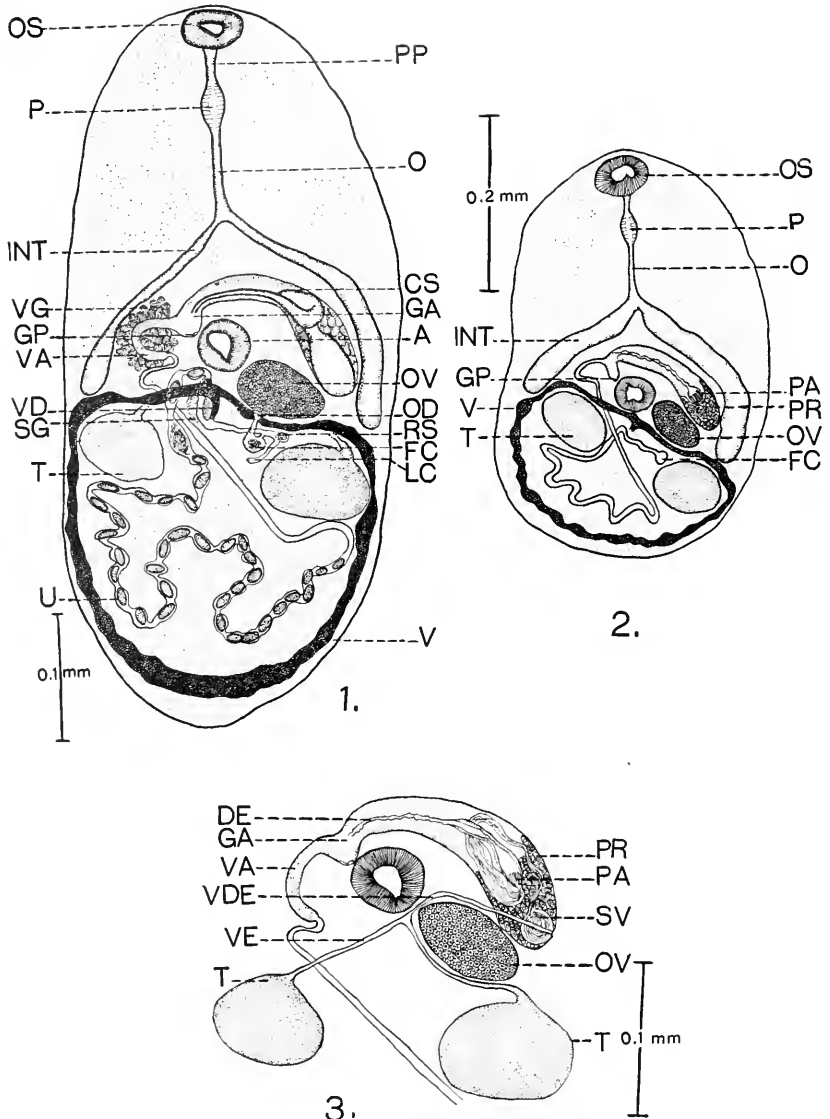 OS
PP
P
O
INT
VG
CS
GP
GA
VA
A
OV
VD
OD
SG
RS
FC
T
LC
U
V
0.1 mm
1.
0.2 mm
OS
P
O
INT
GP
PA
V
PR
T
OV
FC
2.
DE
GA
PR
VA
PA
VDE
SV
VE
OV
T
T
0.1 mm
3.